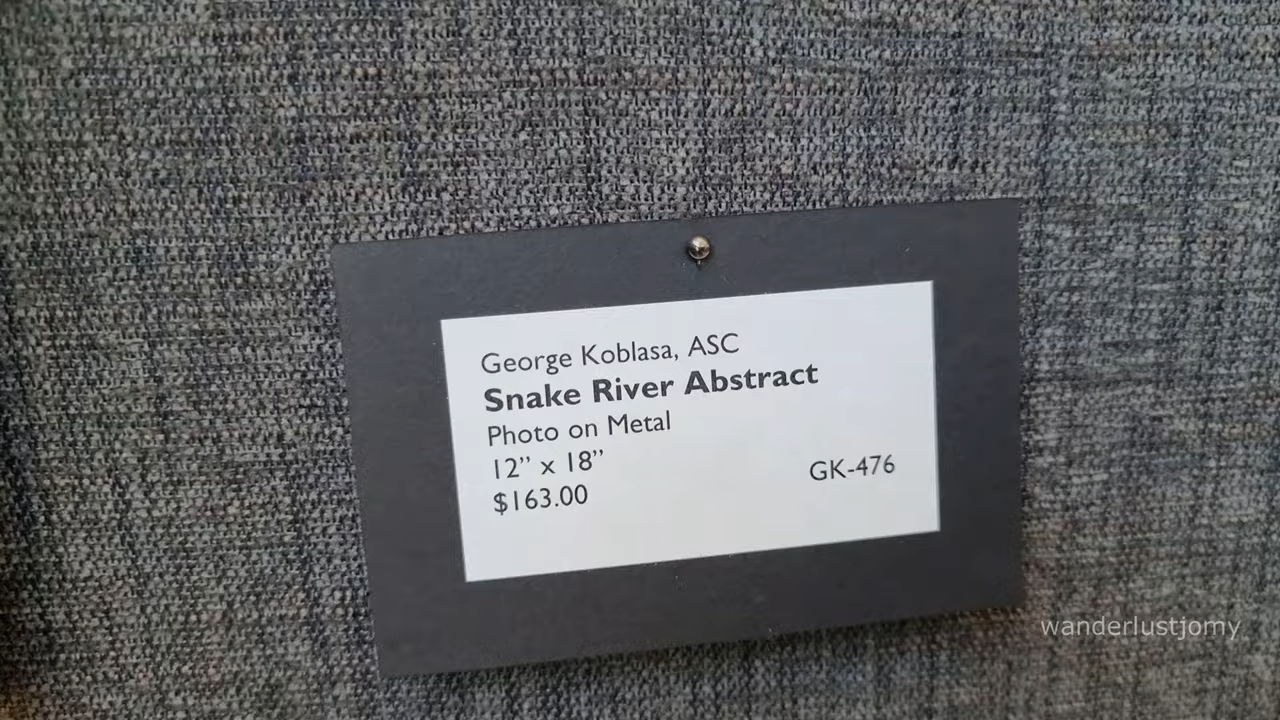 George Koblasa, ASC
Snake River Abstract
Photo on Metal
12” x 18”
GK-476
$163.00
wanderlustjomy